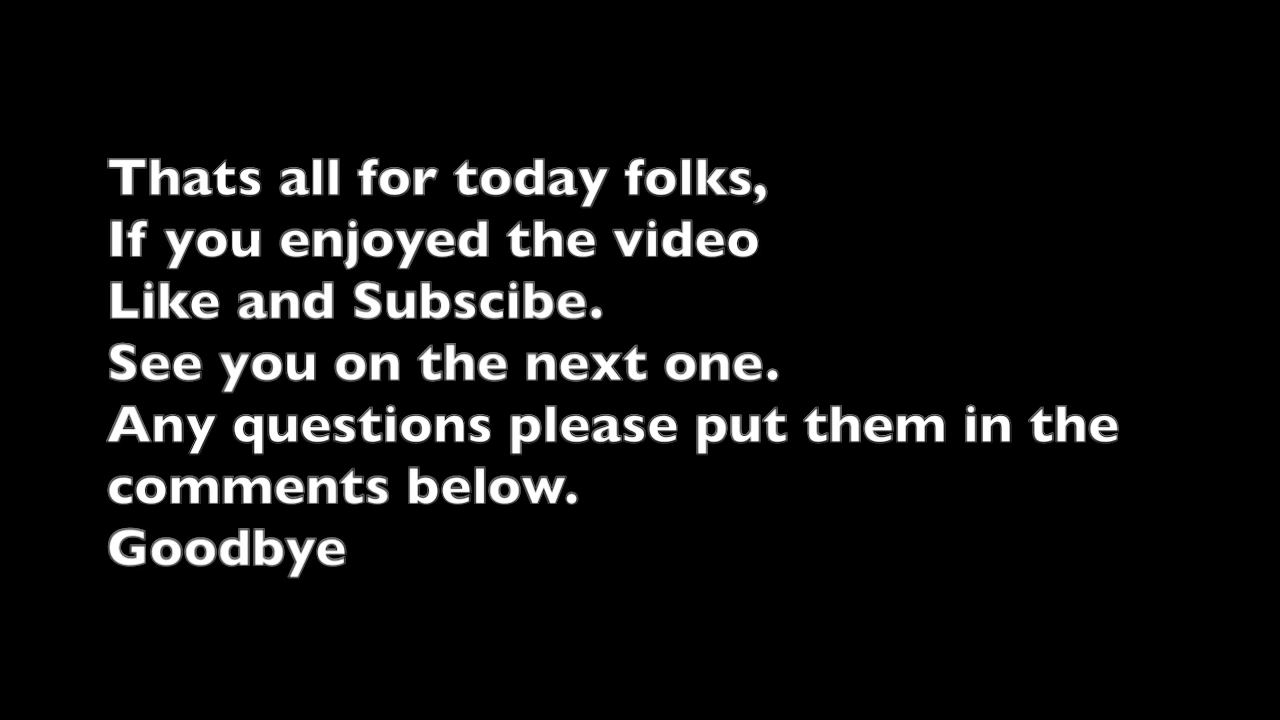 Thats all for today folks,
If you enjoyed the video
Like and Subscibe.
See you on the next one.
Any questions please put them in the
comments below.
Goodbye